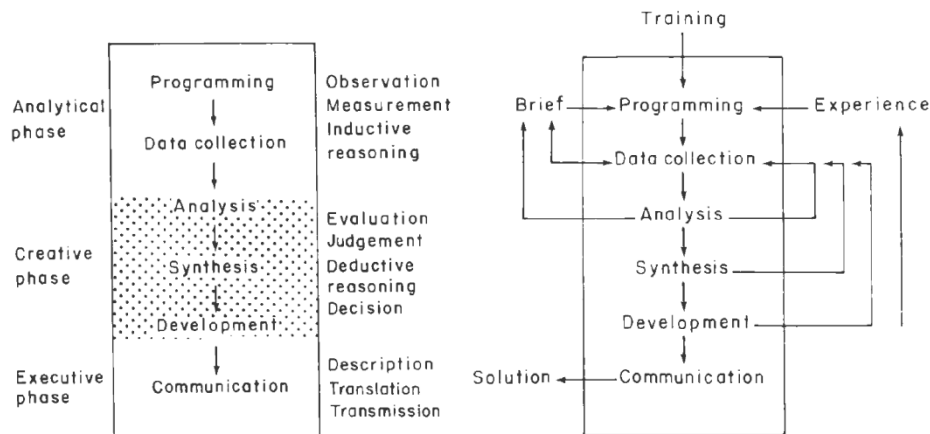 Analytical
phase
Creative
phase
Executive
phase
Programming
Data collection
Analysis
Synthesis
Development
Communication
Observation
Measurement
Inductive
reasoning
Evaluation
Judgement
Deductive
reasoning
Decision
Description
Translation
Transmission
Training
Brief
Programming
Experience
Data collection
Analysis
Synthesis
Development
Solution
Communication